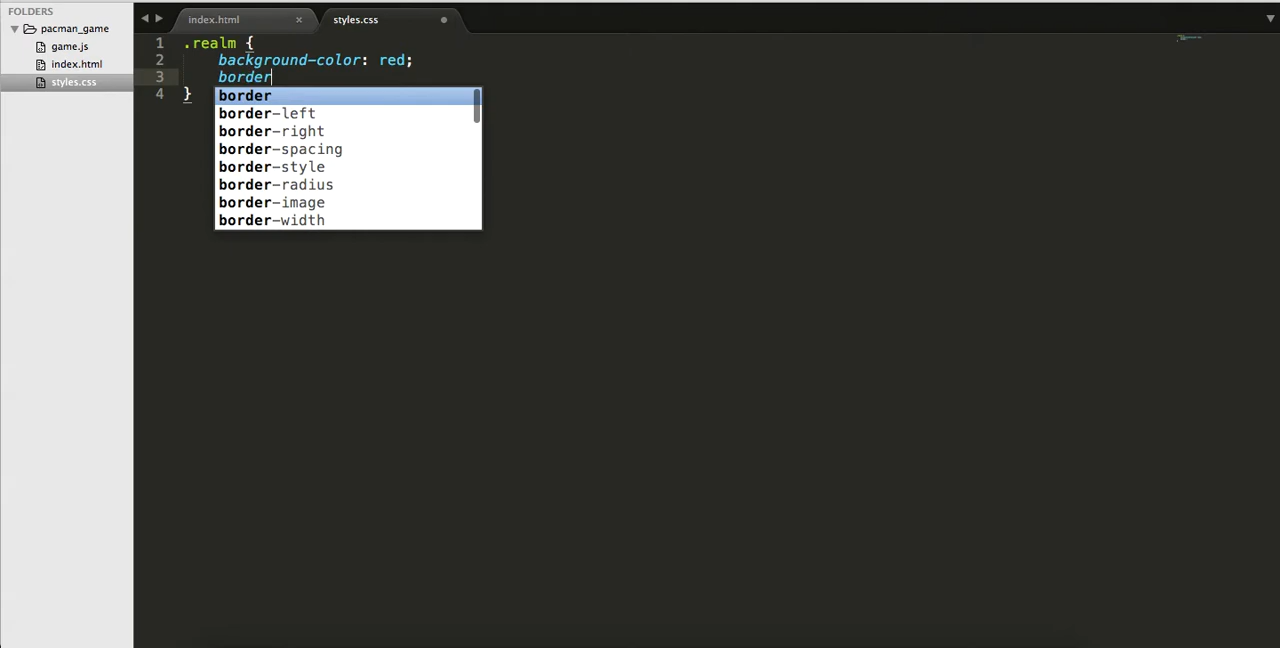 FOLDERS
pacman_game
game.js
index.html
styles.css
index.html
styles.css
1 .realm {
2 background-color: red;
3 border
4 }
border
border-left
border-right
border-spacing
border-style
border-radius
border-image
border-width